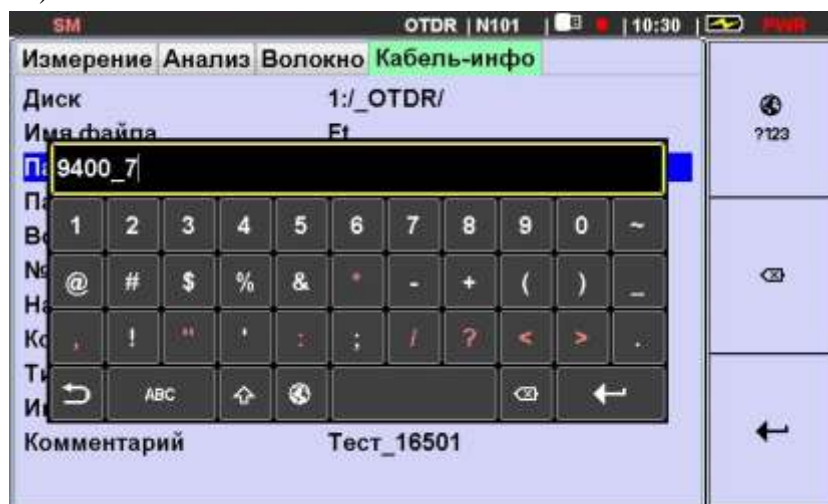 SM OTDR | N101 | | 10:30 | PWR
Измерение Анализ Волокно Кабель-инфо
Диск 1:/_OTDR/
Имя файла Ft
9400_7
1 2 3 4 5 6 7 8 9 0 ~
@ # $ % & * - + ( ) _
, ! " ' : ; / ? < > .
ABC
Комментарий Тест_16501
?123